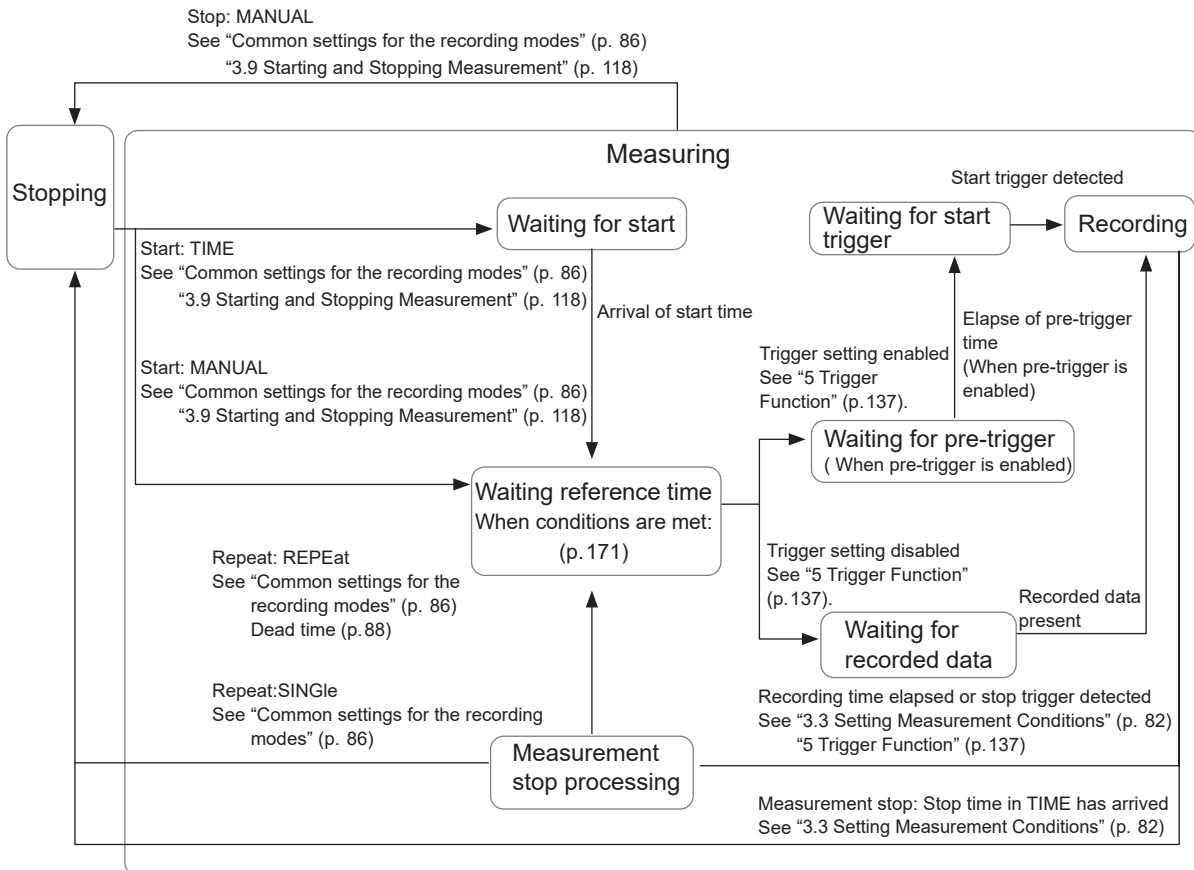 Stop: MANUAL
See “Common settings for the recording modes” (p. 86)
“3.9 Starting and Stopping Measurement” (p. 118)
Measuring
Stopping
Start trigger detected
Waiting for start
Waiting for start
trigger
Recording
Start: TIME
See “Common settings for the recording modes” (p. 86)
“3.9 Starting and Stopping Measurement” (p. 118)
Arrival of start time
Elapse of pre-trigger
time
(When pre-trigger is
enabled)
Start: MANUAL
See “Common settings for the recording modes” (p. 86)
“3.9 Starting and Stopping Measurement” (p. 118)
Trigger setting enabled
See “5 Trigger
Function” (p.137).
Waiting for pre-trigger
( When pre-trigger is enabled)
Waiting reference time
When conditions are met:
(p.171)
Trigger setting disabled
See “5 Trigger Function”
(p.137).
Repeat: REPEat
See “Common settings for the
recording modes” (p. 86)
Dead time (p.88)
Recorded data
present
Waiting for
recorded data
Repeat:SINGle
See “Common settings for the recording
modes” (p. 86)
Recording time elapsed or stop trigger detected
See “3.3 Setting Measurement Conditions” (p. 82)
“5 Trigger Function” (p.137)
Measurement
stop processing
Measurement stop: Stop time in TIME has arrived
See “3.3 Setting Measurement Conditions” (p. 82)